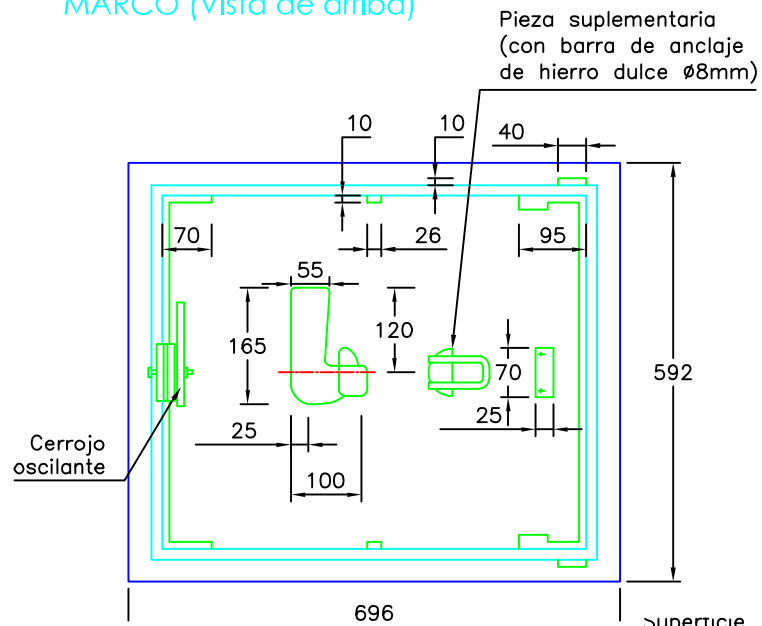 MARCO (Vista de arriba)
Pieza suplementaria
(con barra de anclaje
de hierro dulce ø8mm)
10
10
40
70
26
95
55
165
120
70
592
25
25
Cerrojo
oscilante
100
696
Superficie